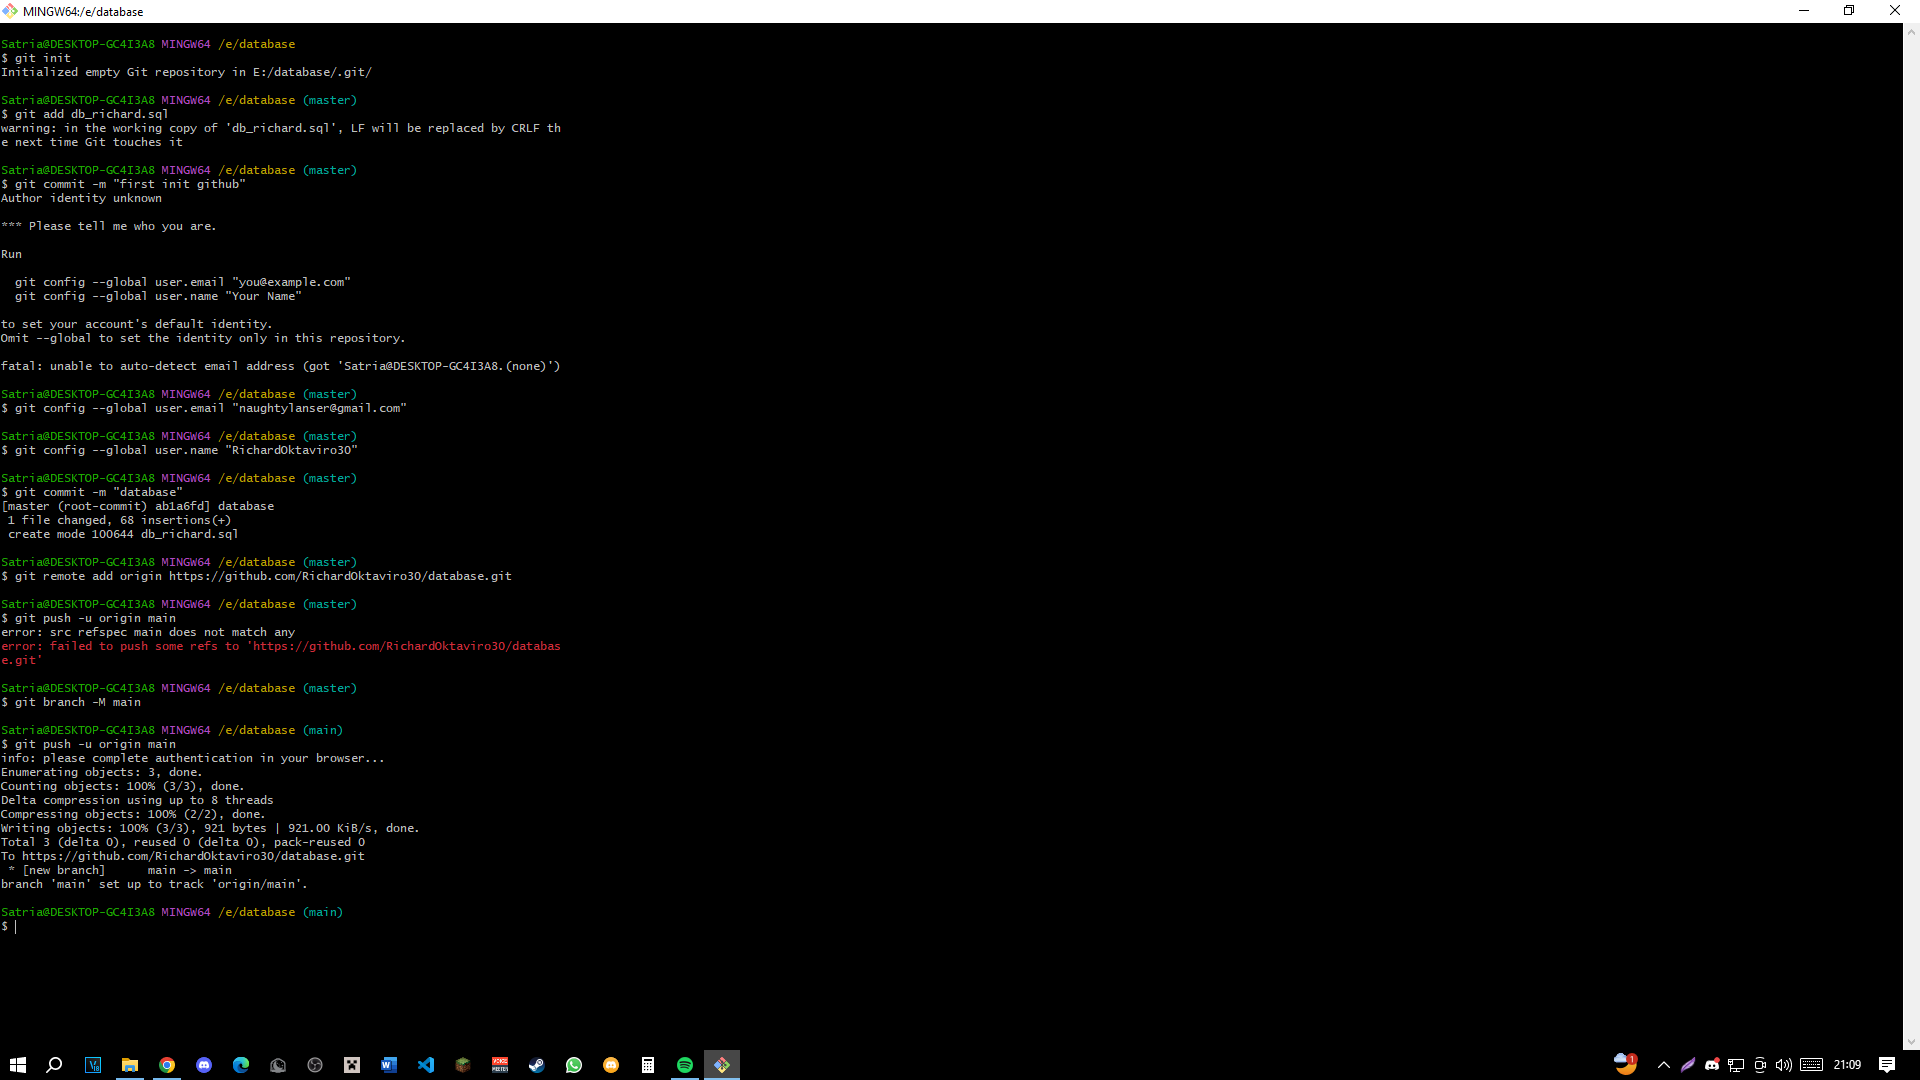 MINGW64:/e/database
Satria@DESKTOP-GC4I3A8 MINGW64 /e/database
$ git init
Initialized empty Git repository in E:/database/.git/
Satria@DESKTOP-GC4I3A8 MINGW64 /e/database (master)
$ git add db_richard.sql
warning: in the working copy of 'db_richard.sql', LF will be replaced by CRLF th
e next time Git touches it
Satria@DESKTOP-GC4I3A8 MINGW64 /e/database (master)
$ git commit -m "first init github"
Author identity unknown
*** Please tell me who you are.
Run
  git config --global user.email "you@example.com"
  git config --global user.name "Your Name"
to set your account's default identity.
Omit --global to set the identity only in this repository.
fatal: unable to auto-detect email address (got 'Satria@DESKTOP-GC4I3A8.(none)')
Satria@DESKTOP-GC4I3A8 MINGW64 /e/database (master)
$ git config --global user.email "naughtylanser@gmail.com"
Satria@DESKTOP-GC4I3A8 MINGW64 /e/database (master)
$ git config --global user.name "RichardOktaviro30"
Satria@DESKTOP-GC4I3A8 MINGW64 /e/database (master)
$ git commit -m "database"
[master (root-commit) ab1a6fd] database
 1 file changed, 68 insertions(+)
 create mode 100644 db_richard.sql
Satria@DESKTOP-GC4I3A8 MINGW64 /e/database (master)
$ git remote add origin https://github.com/RichardOktaviro30/database.git
Satria@DESKTOP-GC4I3A8 MINGW64 /e/database (master)
$ git push -u origin main
error: src refspec main does not match any
error: failed to push some refs to 'https://github.com/RichardOktaviro30/databas
e.git'
Satria@DESKTOP-GC4I3A8 MINGW64 /e/database (master)
$ git branch -M main
Satria@DESKTOP-GC4I3A8 MINGW64 /e/database (main)
$ git push -u origin main
info: please complete authentication in your browser...
Enumerating objects: 3, done.
Counting objects: 100% (3/3), done.
Delta compression using up to 8 threads
Compressing objects: 100% (2/2), done.
Writing objects: 100% (3/3), 921 bytes | 921.00 KiB/s, done.
Total 3 (delta 0), reused 0 (delta 0), pack-reused 0
To https://github.com/RichardOktaviro30/database.git
 * [new branch]      main -> main
branch 'main' set up to track 'origin/main'.
Satria@DESKTOP-GC4I3A8 MINGW64 /e/database (main)
$
1
21:09